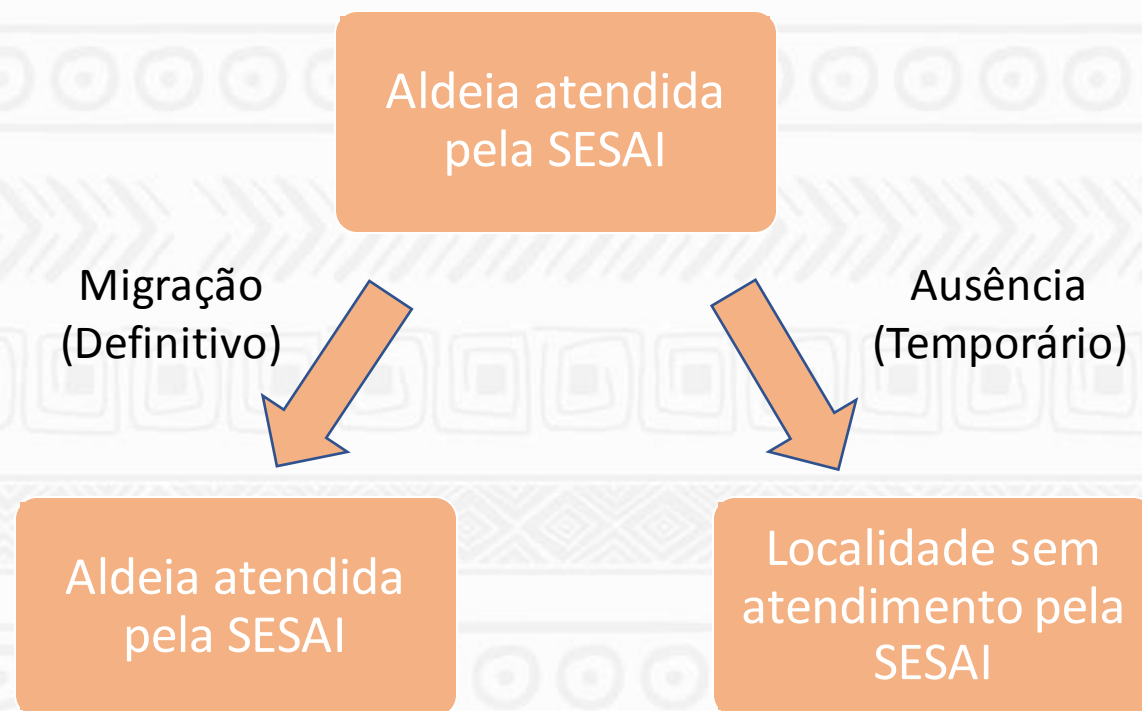 Aldeia atendida
pela SESAI
Migração
(Definitivo)
Ausência
(Temporário)
Aldeia atendida
pela SESAI
Localidade sem
atendimento pela
SESAI